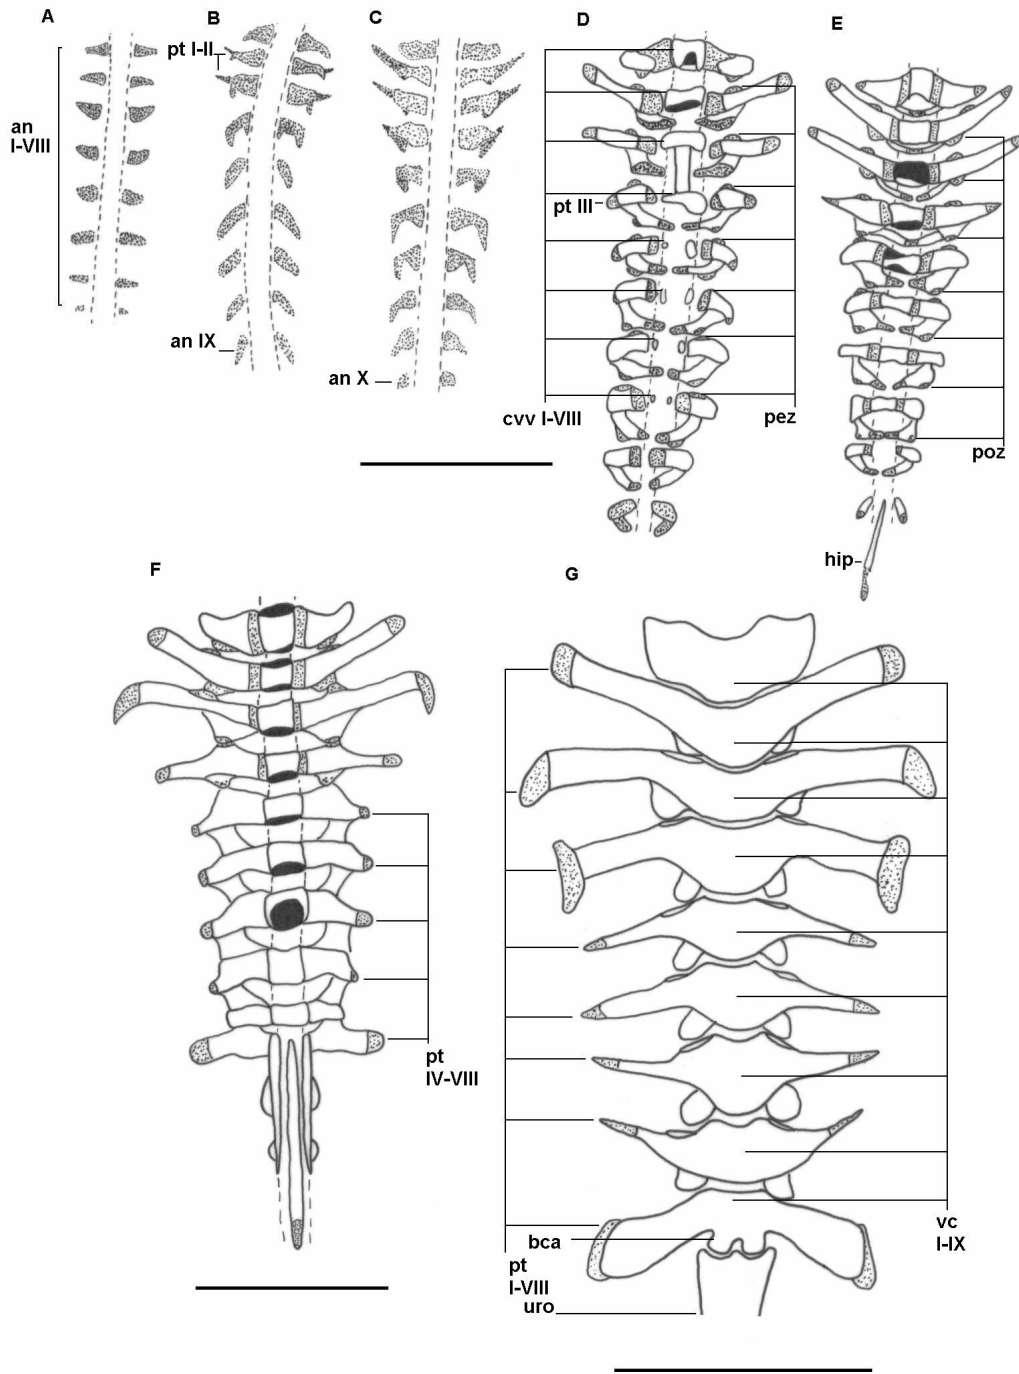 A
B
C
D
E
an
I-VIII
pt I-II
an IX
an X
pt III
cvv I-VIII
pez
poz
hip
F
G
pt
IV-VIII
bca
pt
I-VIII
uro
vc
I-IX